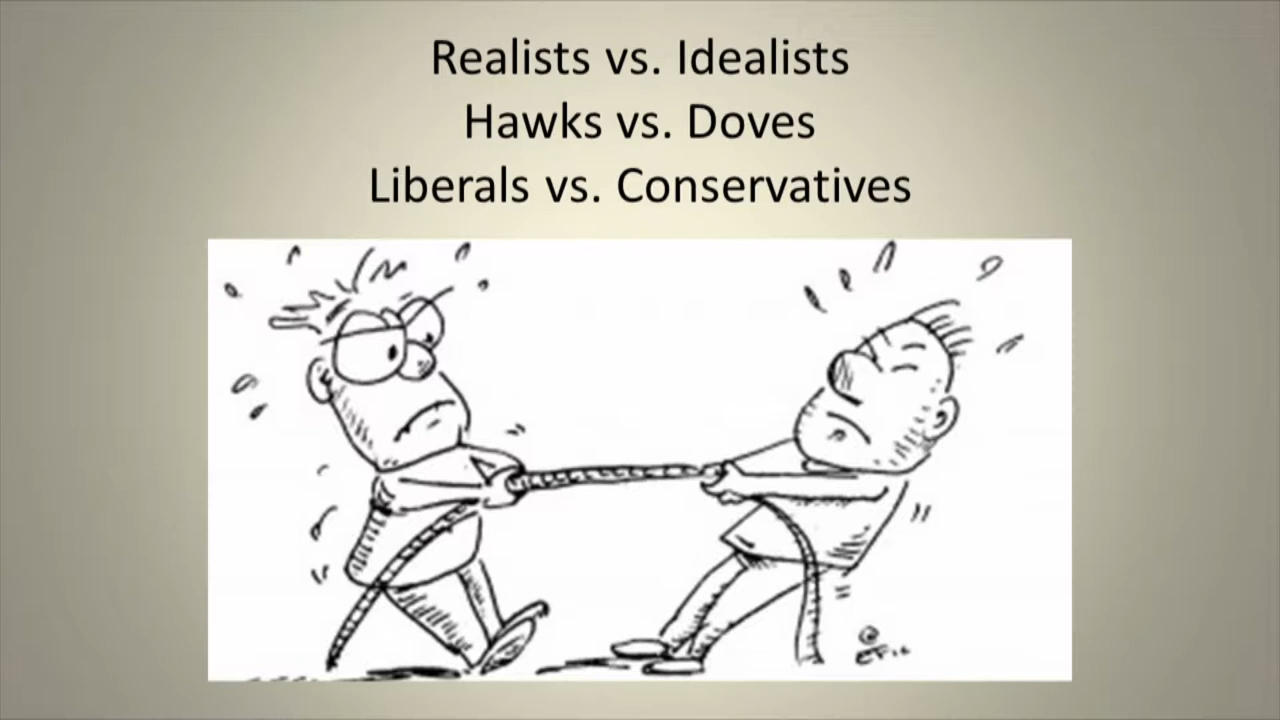 Realists vs. Idealists
Hawks vs. Doves
Liberals vs. Conservatives